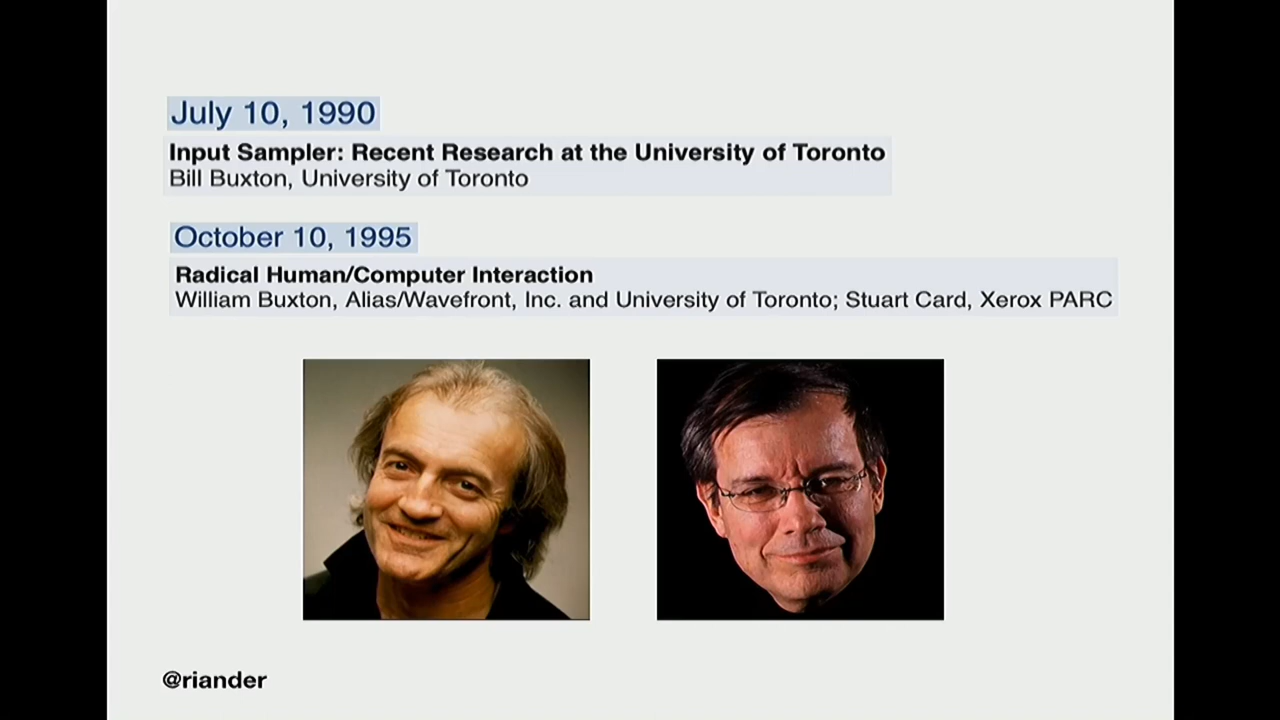 July 10, 1990
Input Sampler: Recent Research at the University of Toronto
Bill Buxton, University of Toronto
October 10, 1995
Radical Human/Computer Interaction
William Buxton, Alias/Wavefront, Inc. and University of Toronto; Stuart Card, Xerox PARC
@riander